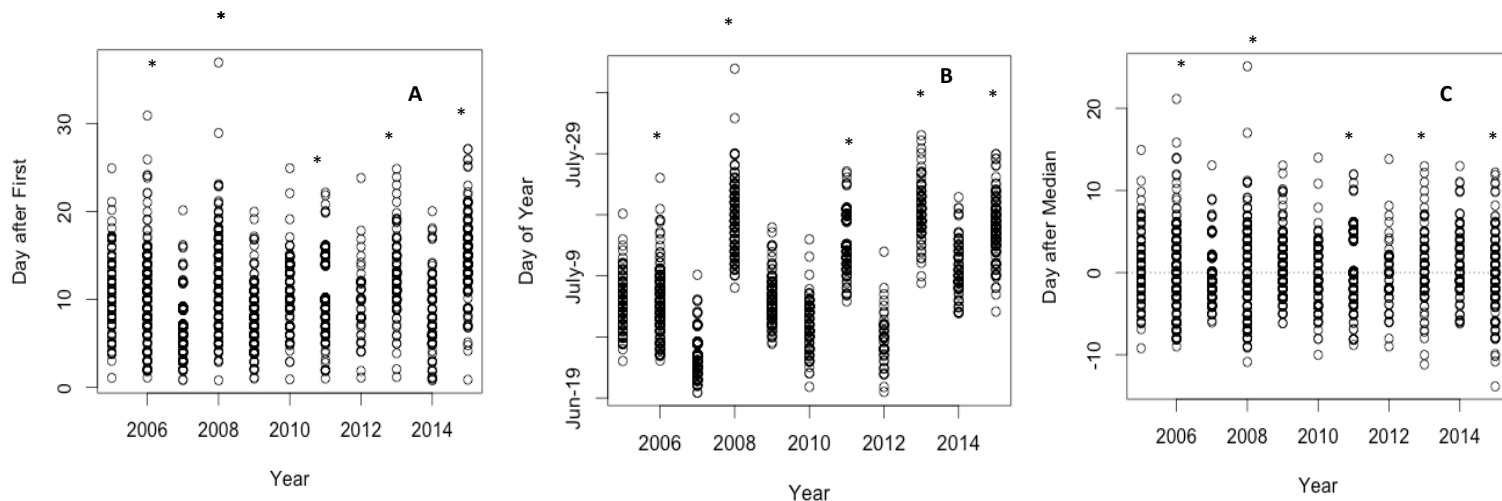 * * * * *
A
Day after First
30
20
10
0
2006 2008 2010 2012 2014
Year
* * * * *
B
Day of Year
July-29
July-9
Jun-19
2006 2008 2010 2012 2014
Year
* * * * *
C
Day after Median
20
10
0
-10
2006 2008 2010 2012 2014
Year